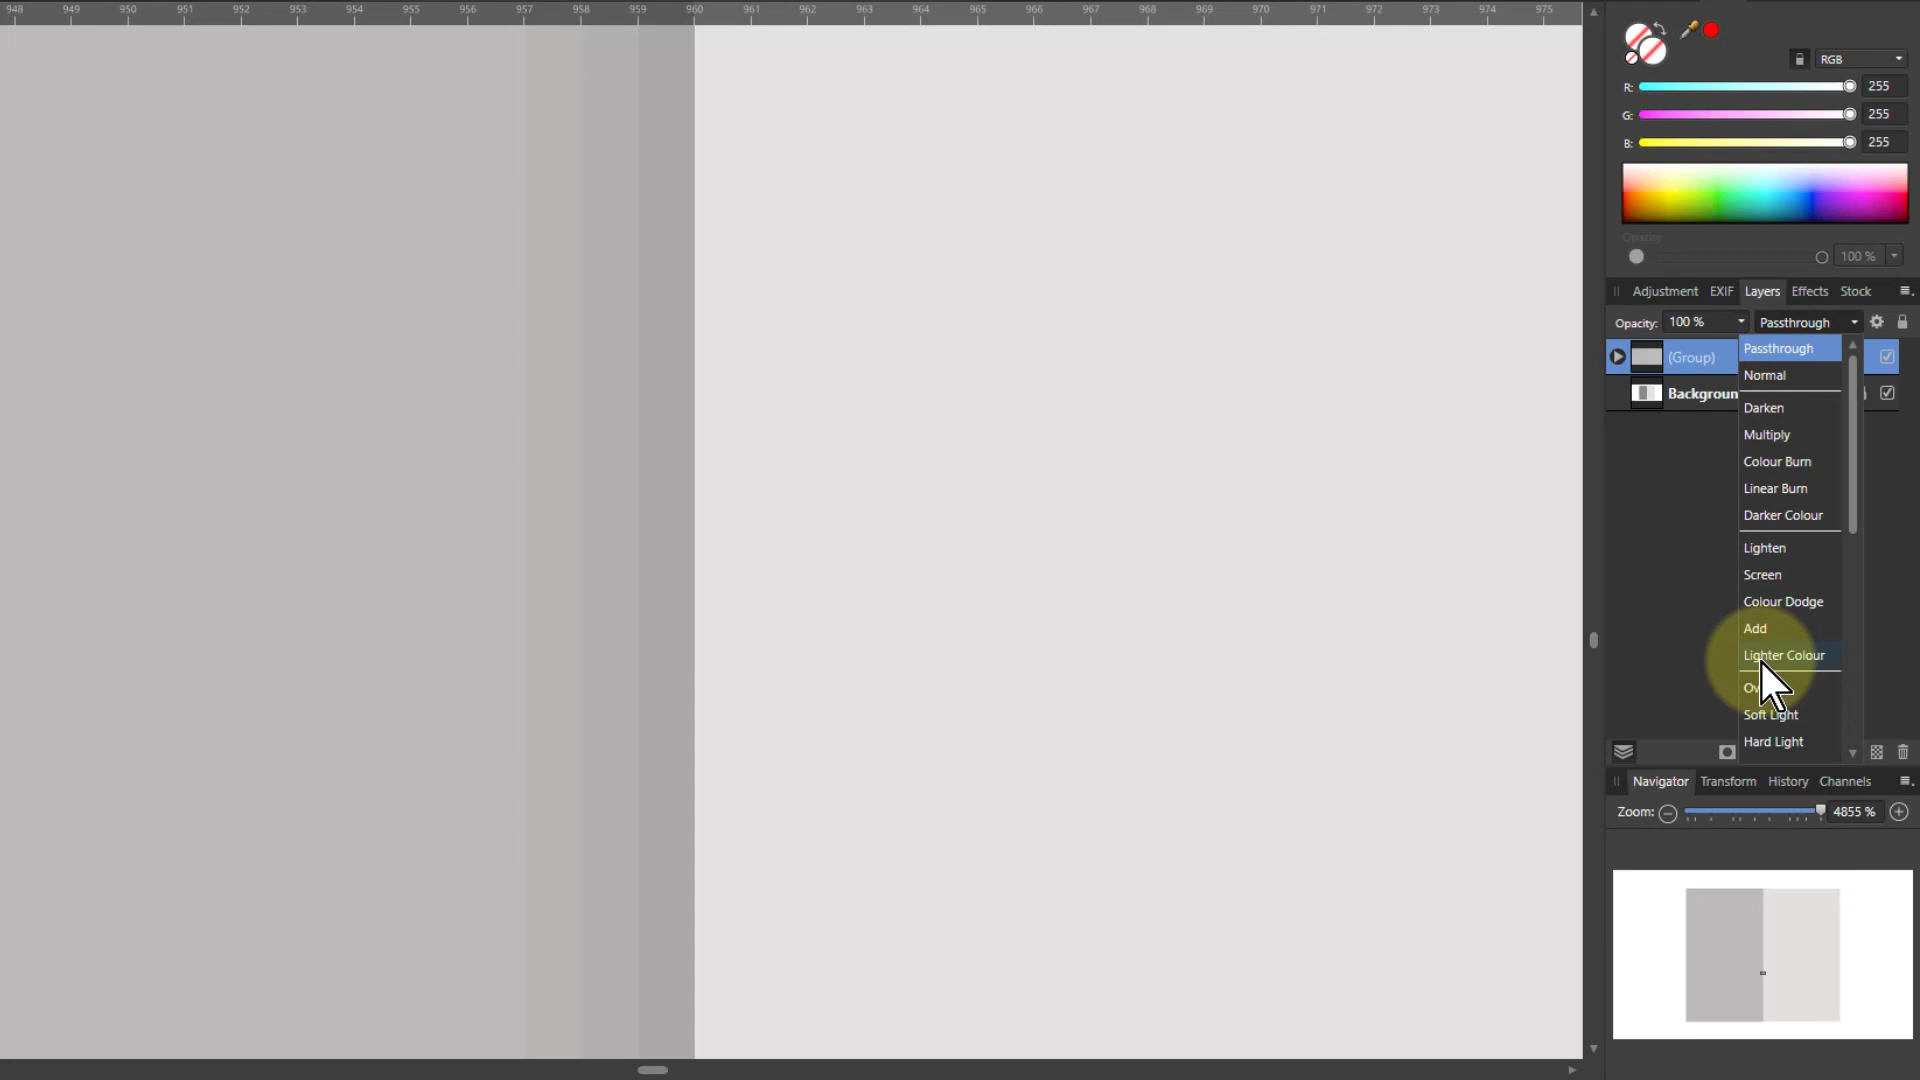 948 949 950 951 952 953 954 955 956 957 958 959 960 961 962 963 964 965 966 967 968 969 970 971 972 973 974 975
RGB
R: 255
G: 255
B: 255
Opacity
100 %
Adjustment EXIF Layers Effects Stock
Opacity: 100 % Passthrough
(Group)
Backgroun
Passthrough
Normal
Darken
Multiply
Colour Burn
Linear Burn
Darker Colour
Lighten
Screen
Colour Dodge
Add
Lighter Colour
Ov
Soft Light
Hard Light
Navigator Transform History Channels
Zoom: 4855 %